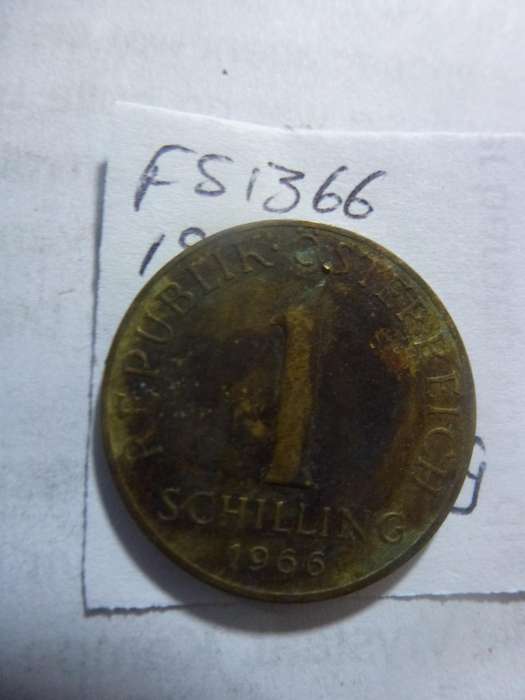 FS1366
REPUBLIK·ÖSTERREICH
1
SCHILLING
1966